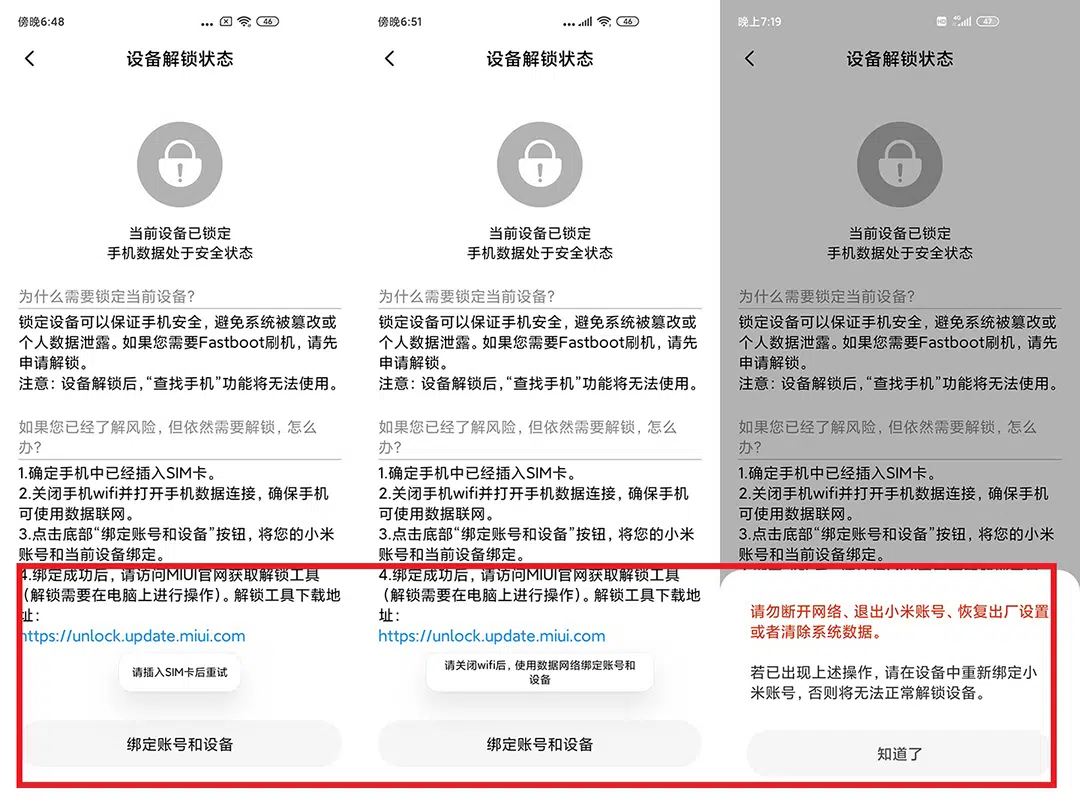 傍晚6:48
46
设备解锁状态
当前设备已锁定
手机数据处于安全状态
为什么需要锁定当前设备?
锁定设备可以保证手机安全，避免系统被篡改或
个人数据泄露。如果您需要Fastboot刷机，请先
申请解锁。
注意：设备解锁后，“查找手机”功能将无法使用。
如果您已经了解风险，但依然需要解锁，怎么
办?
1.确定手机中已经插入SIM卡。
2.关闭手机wifi并打开手机数据连接，确保手机
可使用数据联网。
3.点击底部“绑定账号和设备”按钮，将您的小米
账号和当前设备绑定。
4.绑定成功后，请访问MIUI官网获取解锁工具
（解锁需要在电脑上进行操作）。解锁工具下载地
址：
https://unlock.update.miui.com
请插入SIM卡后重试
绑定账号和设备
傍晚6:51
46
设备解锁状态
当前设备已锁定
手机数据处于安全状态
为什么需要锁定当前设备?
锁定设备可以保证手机安全，避免系统被篡改或
个人数据泄露。如果您需要Fastboot刷机，请先
申请解锁。
注意：设备解锁后，“查找手机”功能将无法使用。
如果您已经了解风险，但依然需要解锁，怎么
办?
1.确定手机中已经插入SIM卡。
2.关闭手机wifi并打开手机数据连接，确保手机
可使用数据联网。
3.点击底部“绑定账号和设备”按钮，将您的小米
账号和当前设备绑定。
4.绑定成功后，请访问MIUI官网获取解锁工具
（解锁需要在电脑上进行操作）。解锁工具下载地
址：
https://unlock.update.miui.com
请关闭wifi后，使用数据网络绑定账号和
设备
绑定账号和设备
晚上7:19
HD 4G 47
设备解锁状态
当前设备已锁定
手机数据处于安全状态
为什么需要锁定当前设备?
锁定设备可以保证手机安全，避免系统被篡改或
个人数据泄露。如果您需要Fastboot刷机，请先
申请解锁。
注意：设备解锁后，“查找手机”功能将无法使用。
如果您已经了解风险，但依然需要解锁，怎么
办?
1.确定手机中已经插入SIM卡。
2.关闭手机wifi并打开手机数据连接，确保手机
可使用数据联网。
3.点击底部“绑定账号和设备”按钮，将您的小米
账号和当前设备绑定。
请勿断开网络、退出小米账号、恢复出厂设置
或者清除系统数据。
若已出现上述操作，请在设备中重新绑定小
米账号，否则将无法正常解锁设备。
知道了